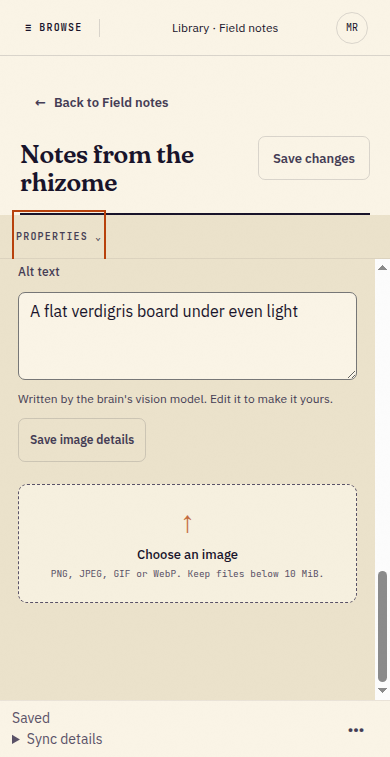 ≡ BROWSE
Library · Field notes
MR
← Back to Field notes
Notes from the
rhizome
Save changes
PROPERTIES ⌄
Alt text
A flat verdigris board under even light
Written by the brain's vision model. Edit it to make it yours.
Save image details
↑
Choose an image
PNG, JPEG, GIF or WebP. Keep files below 10 MiB.
Saved
▶ Sync details
•••